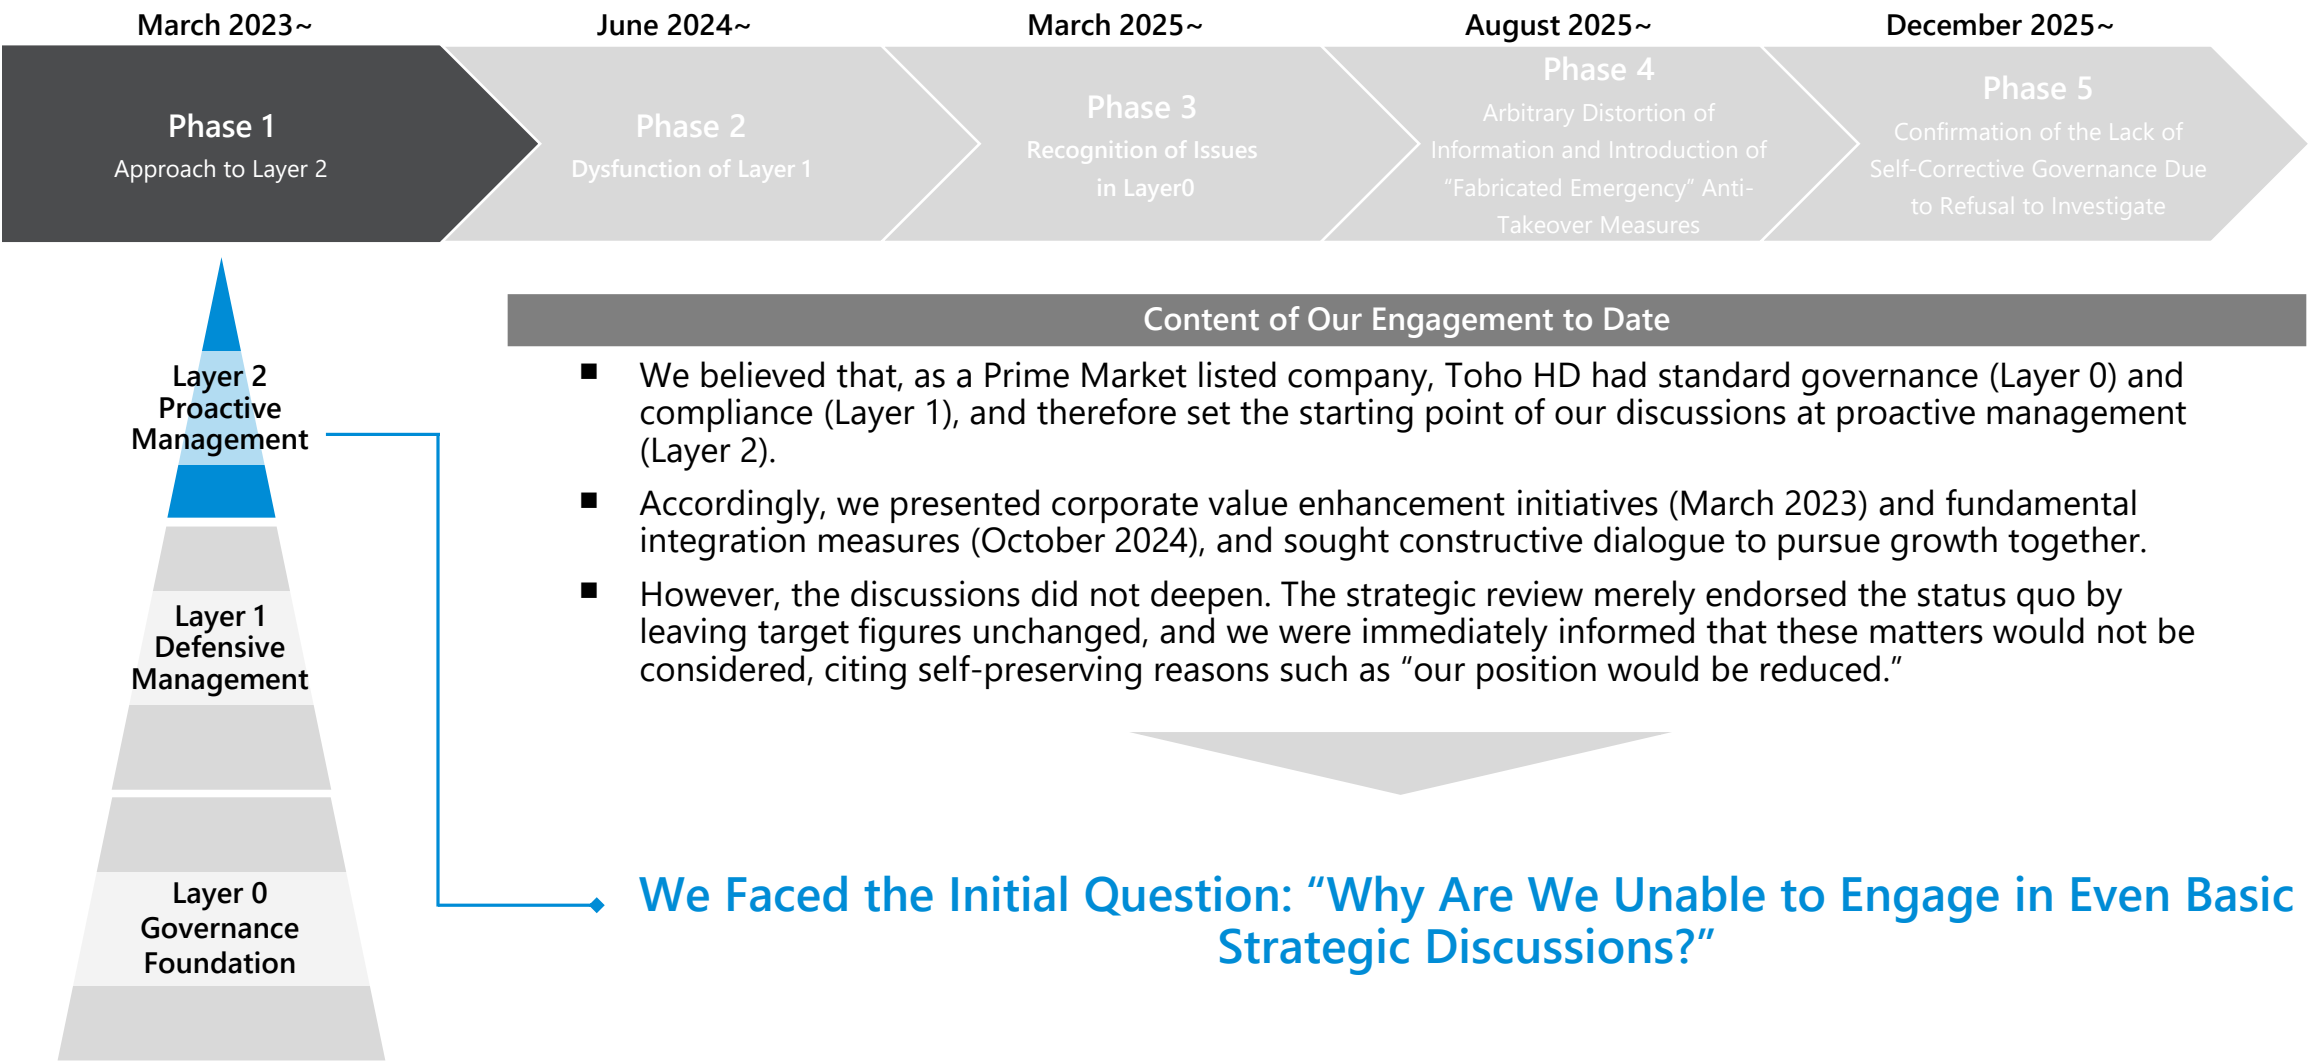 March 2023~
June 2024~
March 2025~
August 2025~
December 2025~
Phase 1
Approach to Layer 2
Phase 2
Dysfunction of Layer 1
Phase 3
Recognition of Issues
in Layer0
Phase 4
Arbitrary Distortion of
Information and Introduction of
“Fabricated Emergency” Anti-
Takeover Measures
Phase 5
Confirmation of the Lack of
Self-Corrective Governance Due
to Refusal to Investigate
Layer 2
Proactive
Management
Layer 1
Defensive
Management
Layer 0
Governance
Foundation
Content of Our Engagement to Date
■ We believed that, as a Prime Market listed company, Toho HD had standard governance (Layer 0) and
compliance (Layer 1), and therefore set the starting point of our discussions at proactive management
(Layer 2).
■ Accordingly, we presented corporate value enhancement initiatives (March 2023) and fundamental
integration measures (October 2024), and sought constructive dialogue to pursue growth together.
■ However, the discussions did not deepen. The strategic review merely endorsed the status quo by
leaving target figures unchanged, and we were immediately informed that these matters would not be
considered, citing self-preserving reasons such as “our position would be reduced.”
We Faced the Initial Question: “Why Are We Unable to Engage in Even Basic
Strategic Discussions?”